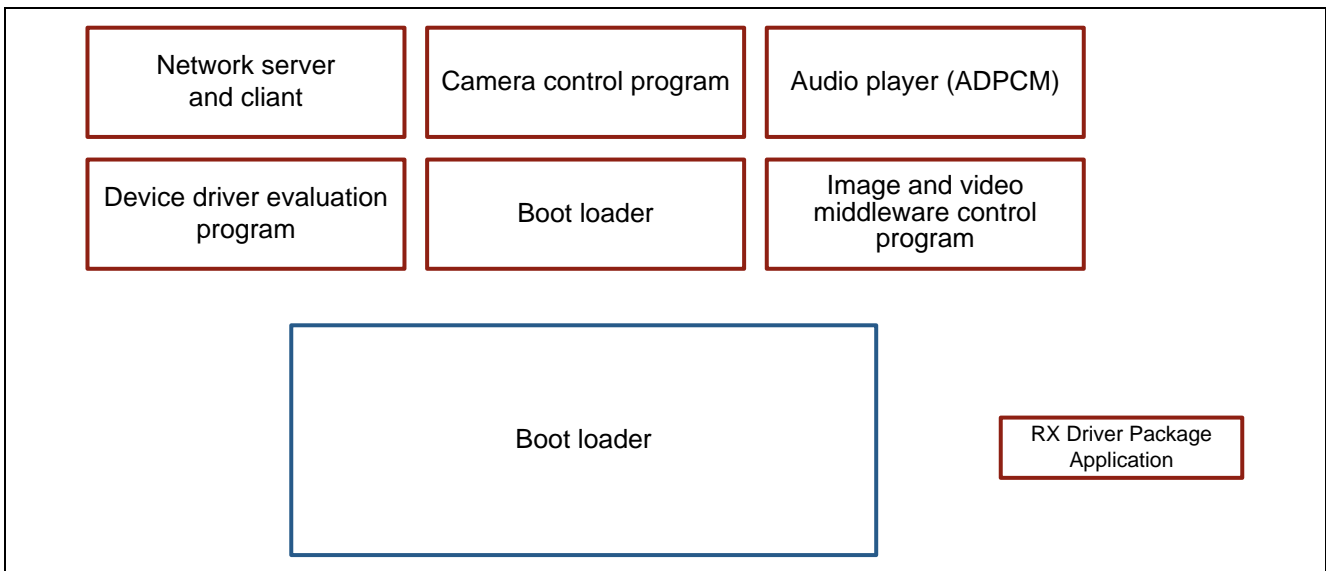 Network server
and cliant
Camera control program
Audio player (ADPCM)
Device driver evaluation
program
Boot loader
Image and video
middleware control
program
Boot loader
RX Driver Package
Application